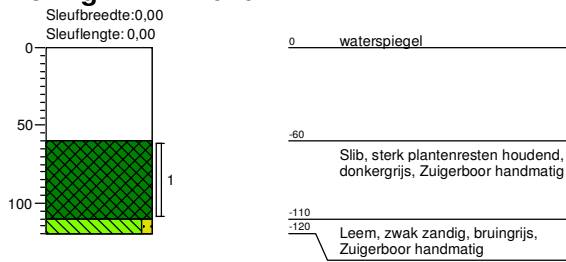 Sleufbreedte:0,00
Sleuflengte: 0,00
0
50
100
1
0 waterspiegel
-60
Slib, sterk plantenresten houdend,
donkergrijs, Zuigerboor handmatig
-110
-120
Leem, zwak zandig, bruingrijs,
Zuigerboor handmatig